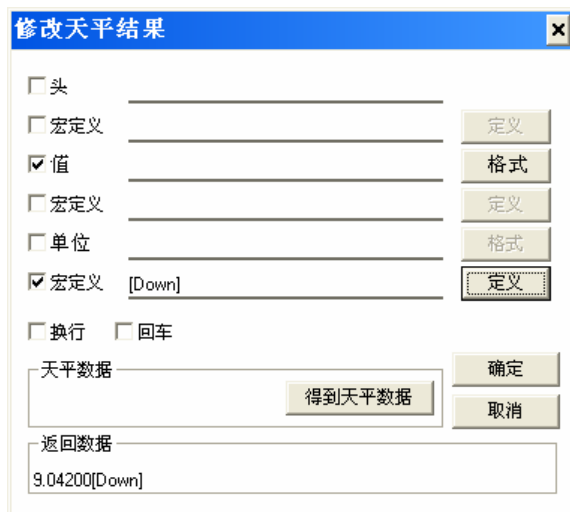 修改天平结果
头
宏定义 定义
值 格式
宏定义 定义
单位 格式
宏定义 [Down] 定义
换行 回车
天平数据 确定
得到天平数据
取消
返回数据
9.04200[Down]